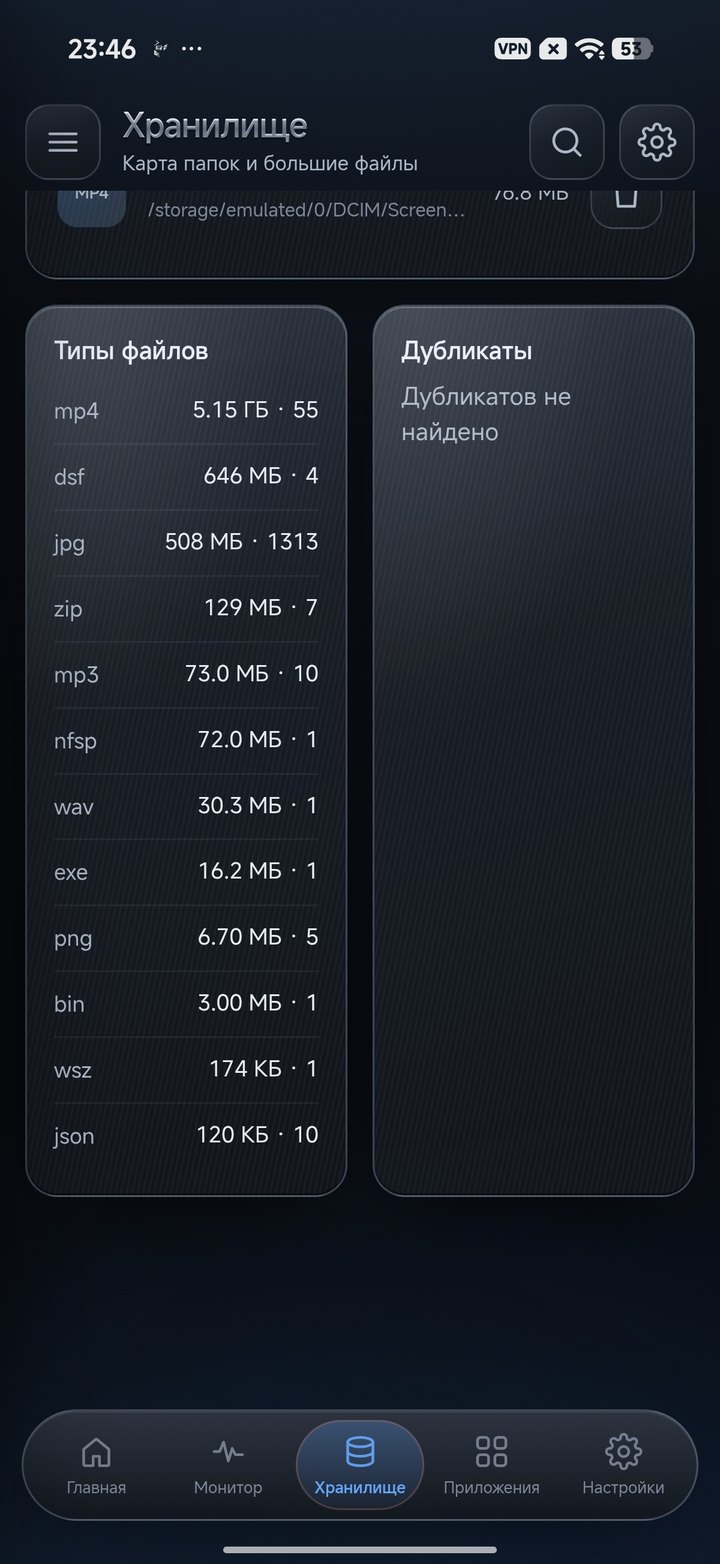 23:46 ... VPN 53
Хранилище
Карта папок и большие файлы
MP4 76.8 МБ
/storage/emulated/0/DCIM/Screen...
Типы файлов
mp4 5.15 ГБ · 55
dsf 646 МБ · 4
jpg 508 МБ · 1313
zip 129 МБ · 7
mp3 73.0 МБ · 10
nfsp 72.0 МБ · 1
wav 30.3 МБ · 1
exe 16.2 МБ · 1
png 6.70 МБ · 5
bin 3.00 МБ · 1
wsz 174 КБ · 1
json 120 КБ · 10
Дубликаты
Дубликатов не
найдено
Главная Монитор Хранилище Приложения Настройки